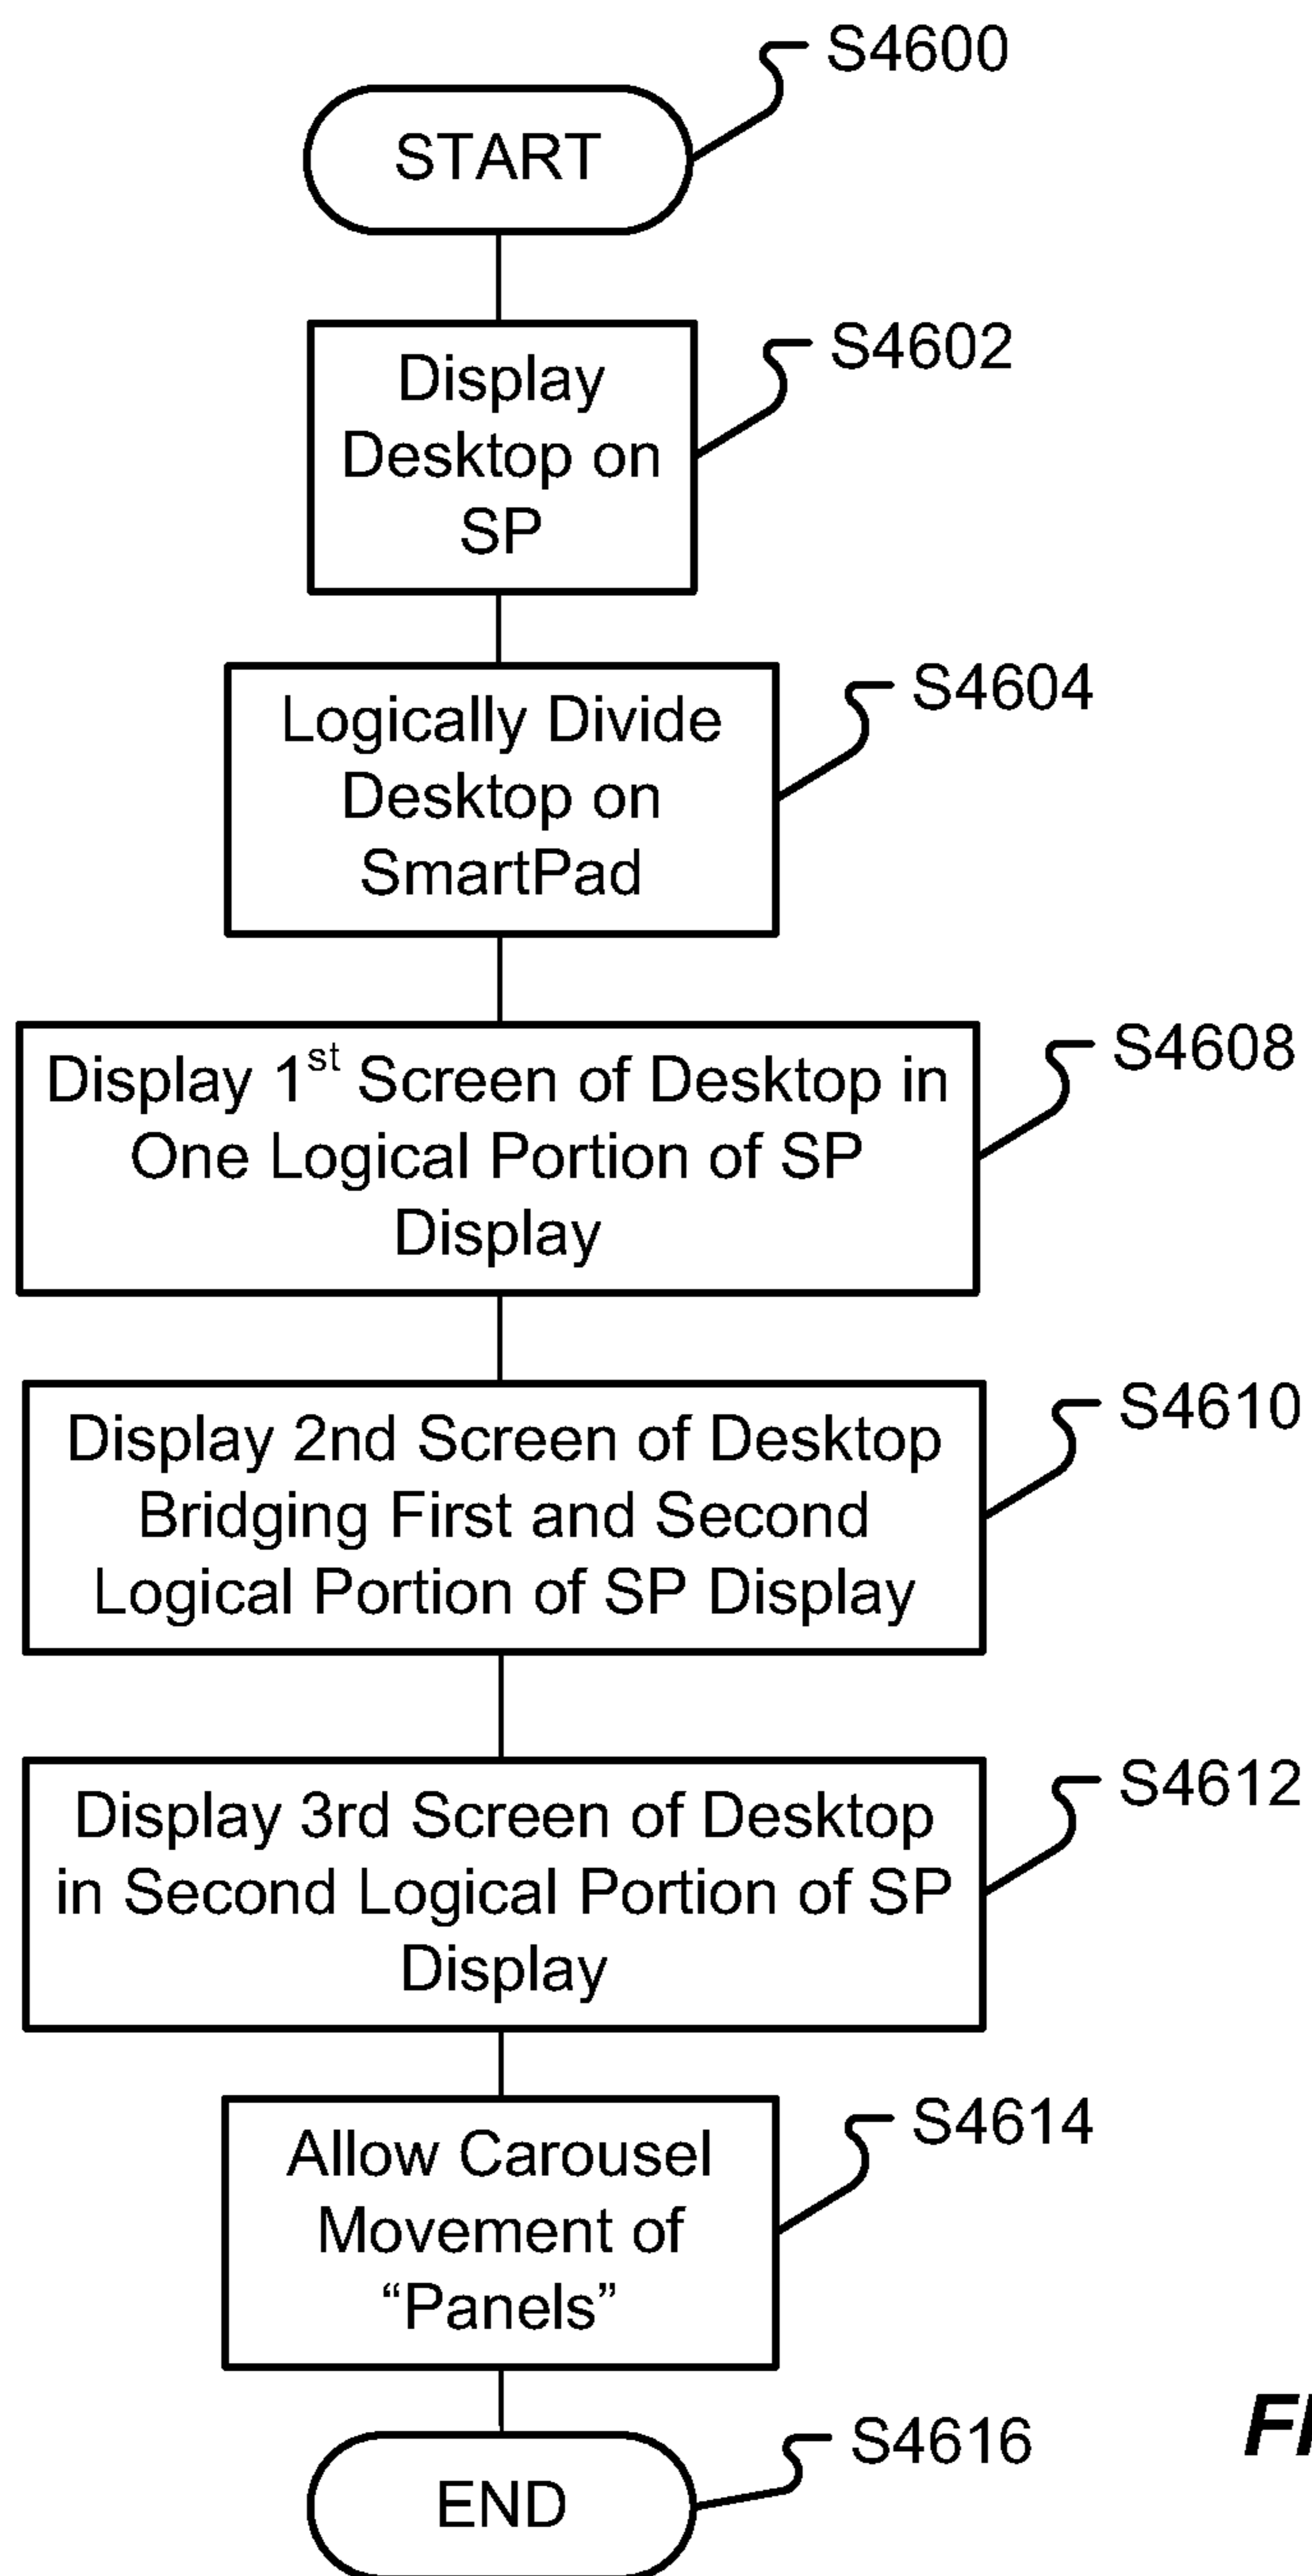 S4600
START
S4602
Display
Desktop on
SP
S4604
Logically Divide
Desktop on
SmartPad
S4608
Display 1st Screen of Desktop in
One Logical Portion of SP
Display
S4610
Display 2nd Screen of Desktop
Bridging First and Second
Logical Portion of SP Display
S4612
Display 3rd Screen of Desktop
in Second Logical Portion of SP
Display
S4614
Allow Carousel
Movement of
“Panels”
S4616
END